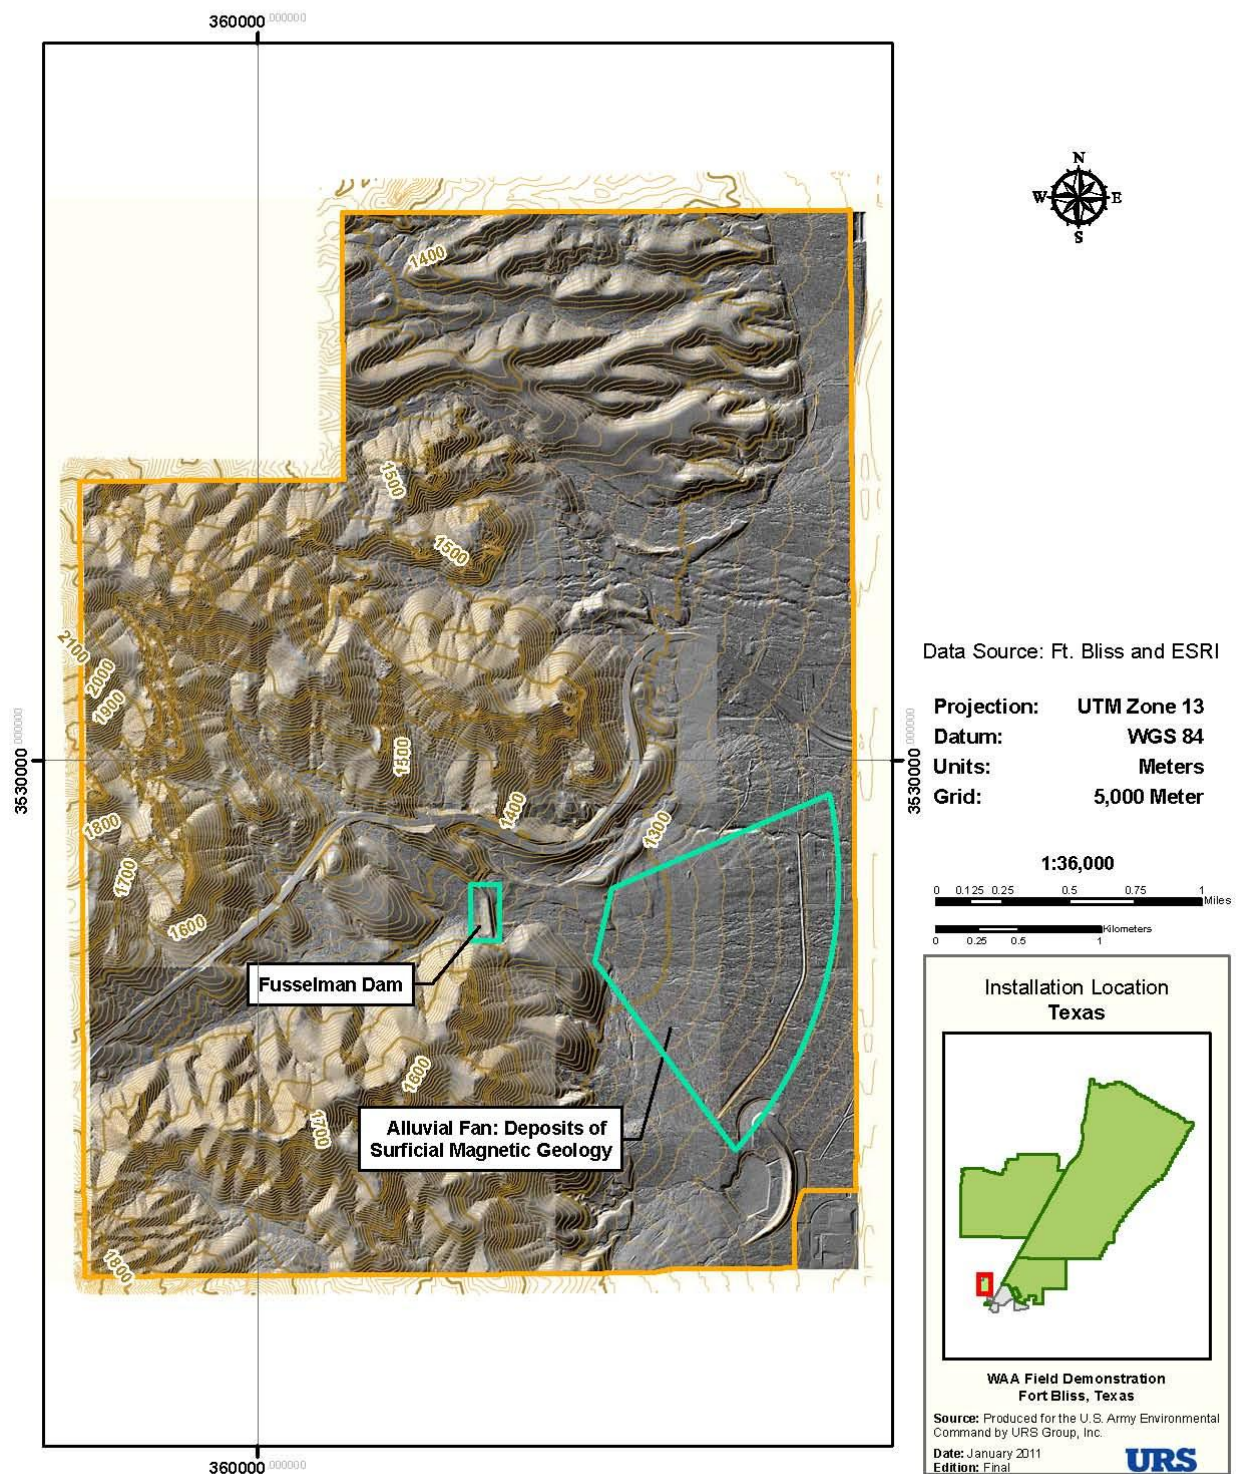 360000.000000
N
W E
S
1400
1500
1500
2100
2000
1900
Data Source: Ft. Bliss and ESRI
Projection: UTM Zone 13
Datum: WGS 84
Units: Meters
Grid: 5,000 Meter
3530000.000000
3530000.000000
1500
1400
1300
1800
1700
1600
1:36,000
0 0.125 0.25 0.5 0.75 1
Miles
Kilometers
0 0.25 0.5 1
Fusselman Dam
1600
1700
Alluvial Fan: Deposits of
Surficial Magnetic Geology
1800
Installation Location
Texas
WAA Field Demonstration
Fort Bliss, Texas
Source: Produced for the U.S. Army Environmental
Command by URS Group, Inc.
Date: January 2011
Edition: Final
URS
360000.000000